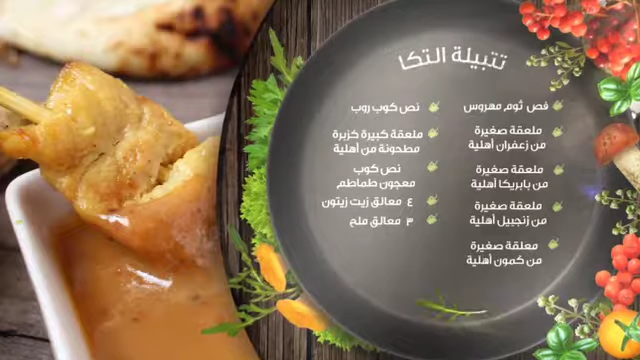 تتبيلة التكا
فص ثوم مهروس
ملعقة صغيرة
من زعفران أهلية
ملعقة صغيرة
من بابريكا أهلية
ملعقة صغيرة
من زنجبيل أهلية
معلقة صغيرة
من كمون أهلية
نص كوب روب
ملعقة كبيرة كزبرة
مطحونة من أهلية
نص كوب
معجون طماطم
٤ معالق زيت زيتون
٣ معالق ملح